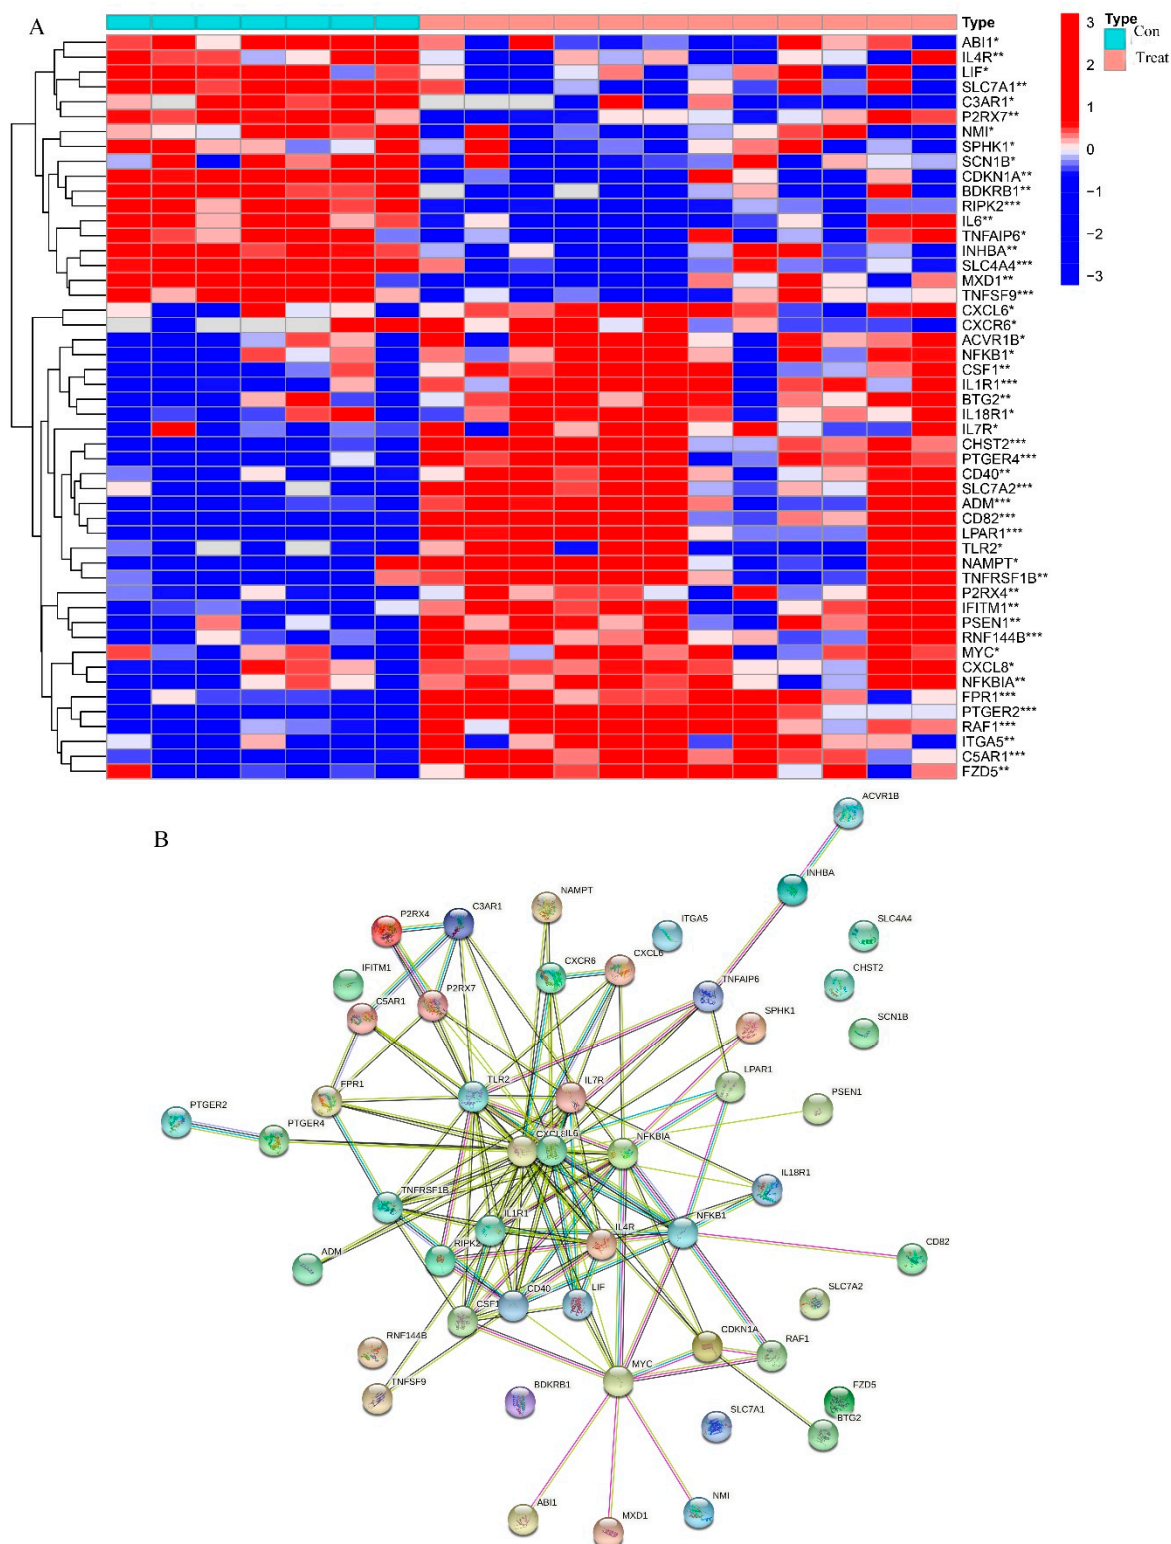 A
Type
ABI1*
IL4R**
LIF*
SLC7A1**
C3AR1*
P2RX7**
NMI*
SPHK1*
SCN1B*
CDKN1A**
BDKRB1**
RIPK2***
IL6**
TNFAIP6*
INHBA**
SLC4A4***
MXD1**
TNFSF9***
CXCL6*
CXCR6*
ACVR1B*
NFKB1*
CSF1**
IL1R1***
BTG2**
IL18R1*
IL7R*
CHST2***
PTGER4***
CD40**
SLC7A2***
ADM***
CD82***
LPAR1***
TLR2*
NAMPT*
TNFRSF1B**
P2RX4**
IFITM1**
PSEN1**
RNF144B***
MYC*
CXCL8*
NFKBIA**
FPR1***
PTGER2***
RAF1***
ITGA5**
C5AR1***
FZD5**
3
2
1
0
−1
−2
−3
Type
Con
Treat
B
ACVR1B
INHBA
NAMPT
C3AR1
P2RX4
ITGA5
SLC4A4
CXCR6
CXCL6
IFITM1
CHST2
TNFAIP6
C5AR1
P2RX7
SPHK1
SCN1B
TLR2
IL7R
LPAR1
FPR1
PSEN1
PTGER2
PTGER4
CXCL8
IL6
NFKBIA
IL18R1
TNFRSF1B
IL1R1
NFKB1
IL4R
RIPK2
CD82
ADM
CD40
LIF
SLC7A2
CSF1
CDKN1A
RAF1
RNF144B
MYC
TNFSF9
BDKRB1
FZD5
SLC7A1
BTG2
ABI1
MXD1
NMI